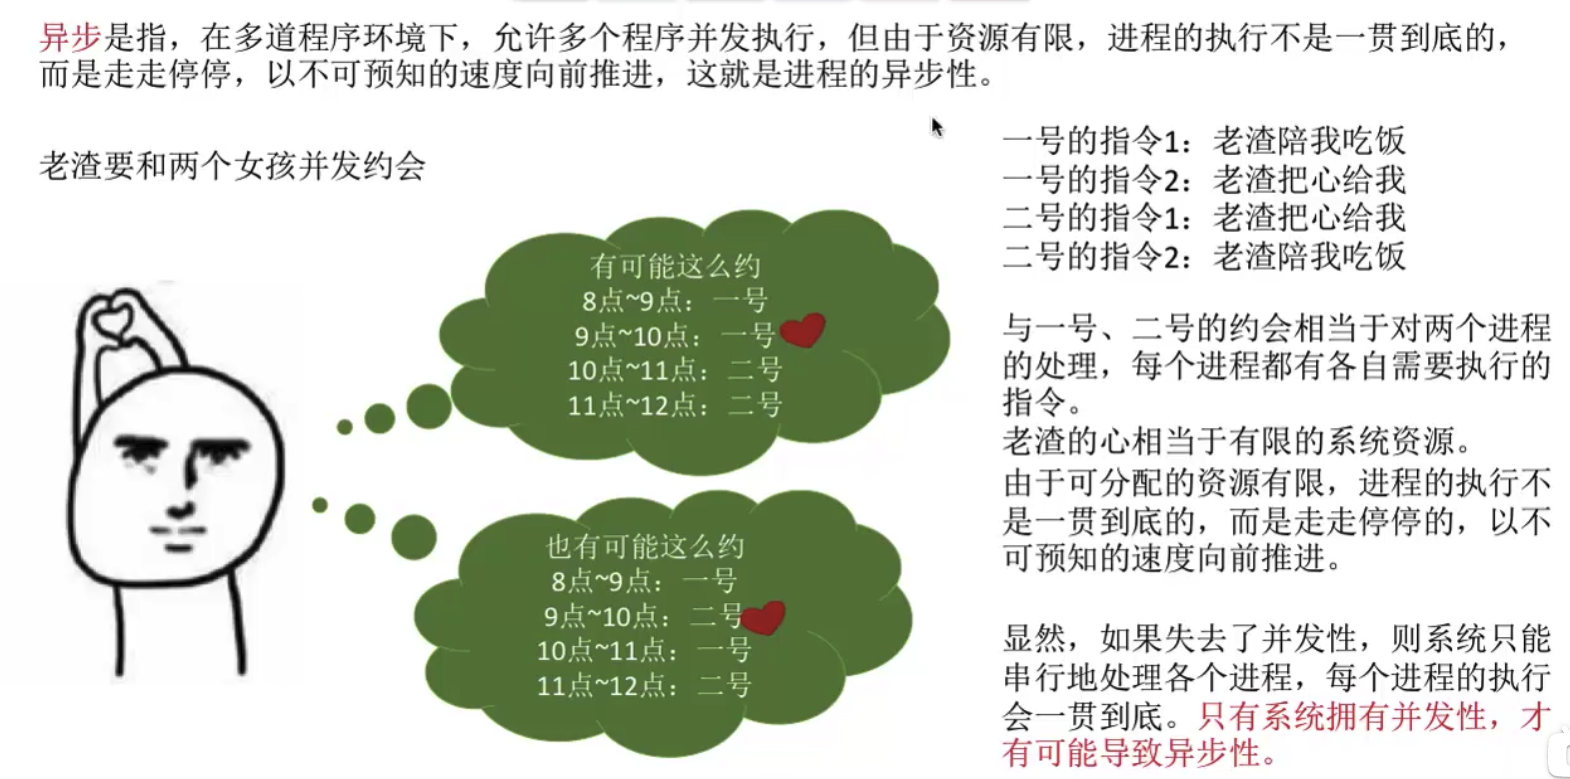 异步是指，在多道程序环境下，允许多个程序并发执行，但由于资源有限，进程的执行不是一贯到底的，
而是走走停停，以不可预知的速度向前推进，这就是进程的异步性。
老渣要和两个女孩并发约会
有可能这么约
8点~9点：一号
9点~10点：一号
10点~11点：二号
11点~12点：二号
也有可能这么约
8点~9点：一号
9点~10点：二号
10点~11点：一号
11点~12点：二号
一号的指令1：老渣陪我吃饭
一号的指令2：老渣把心给我
二号的指令1：老渣把心给我
二号的指令2：老渣陪我吃饭
与一号、二号的约会相当于对两个进程
的处理，每个进程都有各自需要执行的
指令。
老渣的心相当于有限的系统资源。
由于可分配的资源有限，进程的执行不
是一贯到底的，而是走走停停的，以不
可预知的速度向前推进。
显然，如果失去了并发性，则系统只能
串行地处理各个进程，每个进程的执行
会一贯到底。只有系统拥有并发性，才
有可能导致异步性。